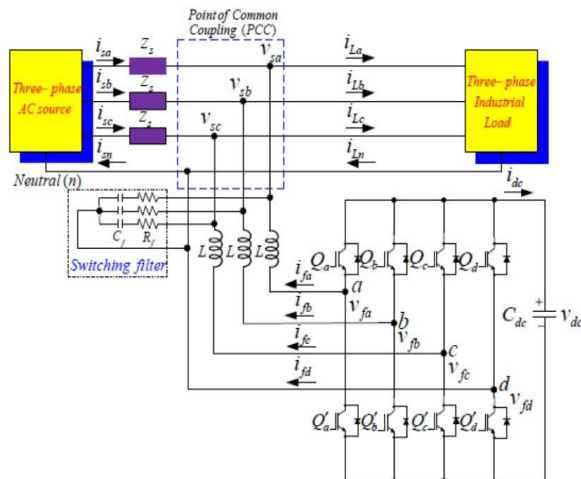 Point of Common
Coupling (PCC)
Three-phase
AC source
i_sa
Z_s
v_sa
i_La
i_sb
Z_s
v_sb
i_Lb
i_sc
Z_s
v_sc
i_Lc
i_sn
i_Ln
Three-phase
Industrial
Load
Neutral (n)
i_dc
C_f
R_f
Switching filter
L
L
L
Q_a
Q_b
Q_c
Q_d
i_fa
a
v_fa
i_fb
b
v_fb
i_fc
c
v_fc
i_fd
d
v_fd
C_dc
+
v_dc
Q'_a
Q'_b
Q'_c
Q'_d